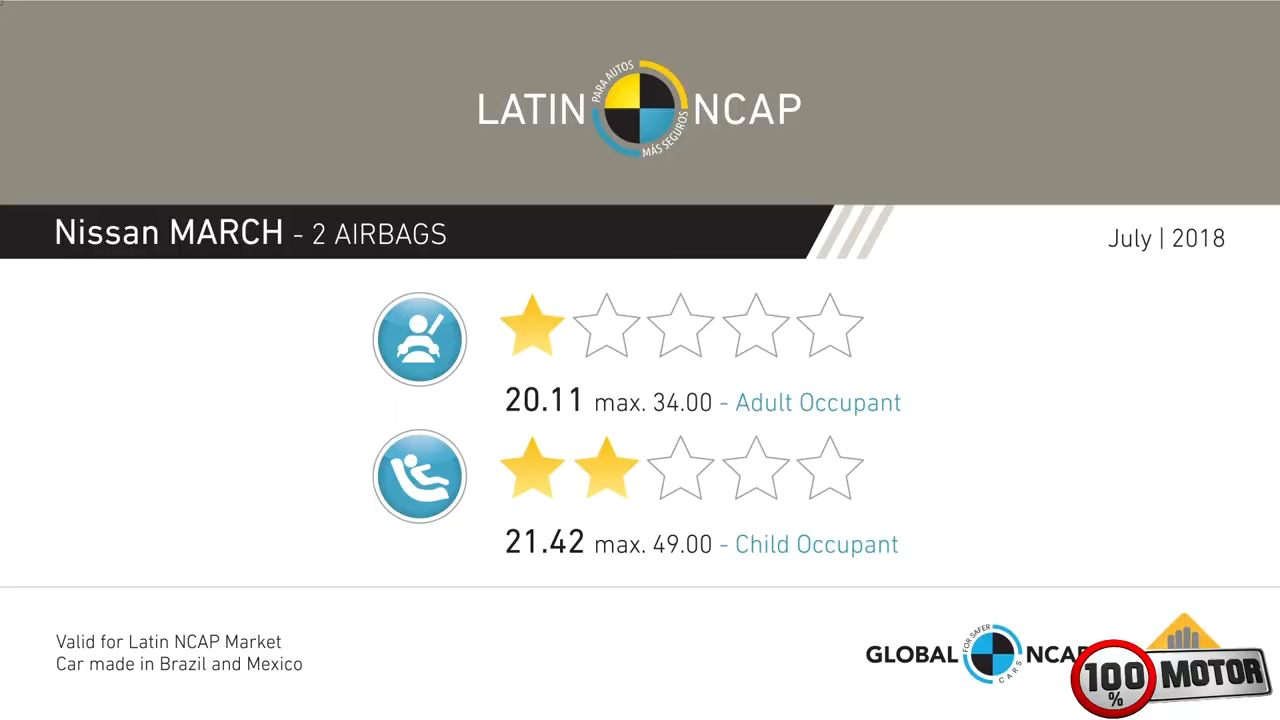 LATIN NCAP
PARA AUTOS
MÁS SEGUROS
Nissan MARCH - 2 AIRBAGS
July | 2018
20.11 max. 34.00 - Adult Occupant
21.42 max. 49.00 - Child Occupant
Valid for Latin NCAP Market
Car made in Brazil and Mexico
GLOBAL NCAP
FOR SAFER
CARS
100% MOTOR